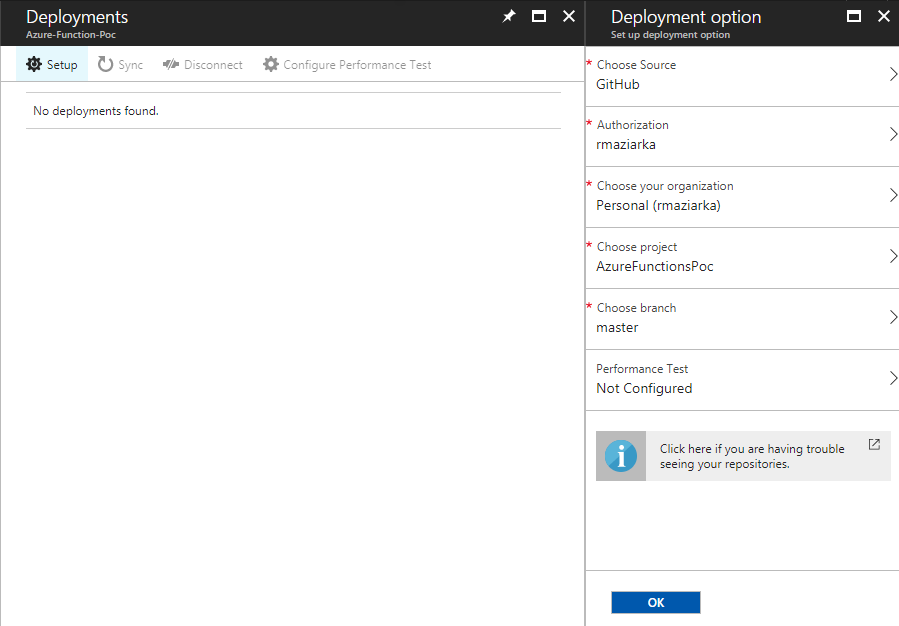 Deployments
Azure-Function-Poc
Setup
Sync
Disconnect
Configure Performance Test
No deployments found.
Deployment option
Set up deployment option
* Choose Source
GitHub
* Authorization
rmaziarka
* Choose your organization
Personal (rmaziarka)
* Choose project
AzureFunctionsPoc
* Choose branch
master
Performance Test
Not Configured
Click here if you are having trouble
seeing your repositories.
OK